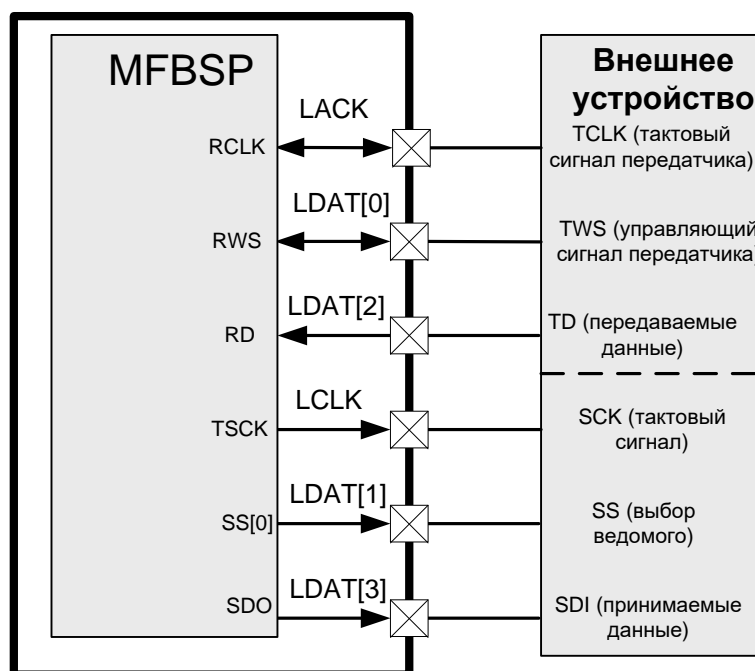 MFBSP
Внешнее
устройство
LACK
RCLK
TCLK (тактовый
сигнал передатчика)
LDAT[0]
RWS
TWS (управляющий
сигнал передатчика)
LDAT[2]
RD
TD (передаваемые
данные)
LCLK
TSCK
SCK (тактовый
сигнал)
LDAT[1]
SS[0]
SS (выбор
ведомого)
LDAT[3]
SDO
SDI (принимаемые
данные)